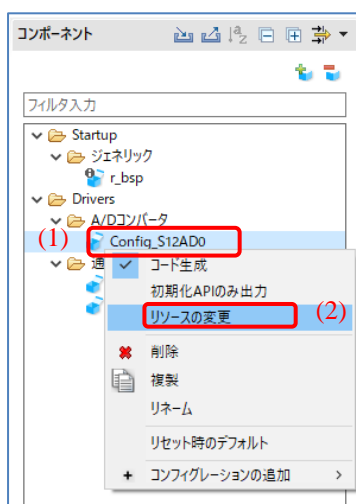 コンポーネント
フィルタ入力
Startup
ジェネリック
r_bsp
Drivers
A/Dコンバータ
(1)
Config_S12AD0
通
コード生成
初期化APIのみ出力
リソースの変更
(2)
削除
複製
リネーム
リセット時のデフォルト
コンフィグレーションの追加